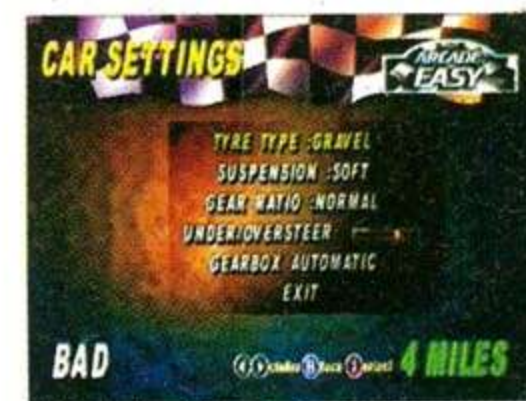 CAR SETTINGS
ARCADE
EASY
TYRE TYPE :GRAVEL
SUSPENSION :SOFT
GEAR RATIO :NORMAL
UNDER/OVERSTEER
GEARBOX AUTOMATIC
EXIT
BAD
4 MILES